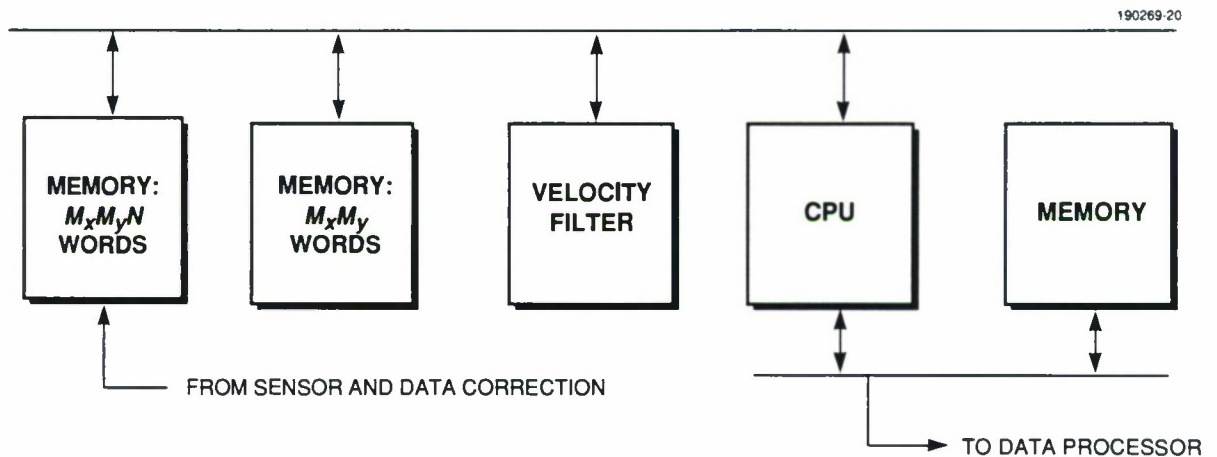 190269-20
MEMORY:
MxMyN
WORDS
MEMORY:
MxMy
WORDS
VELOCITY
FILTER
CPU
MEMORY
FROM SENSOR AND DATA CORRECTION
TO DATA PROCESSOR